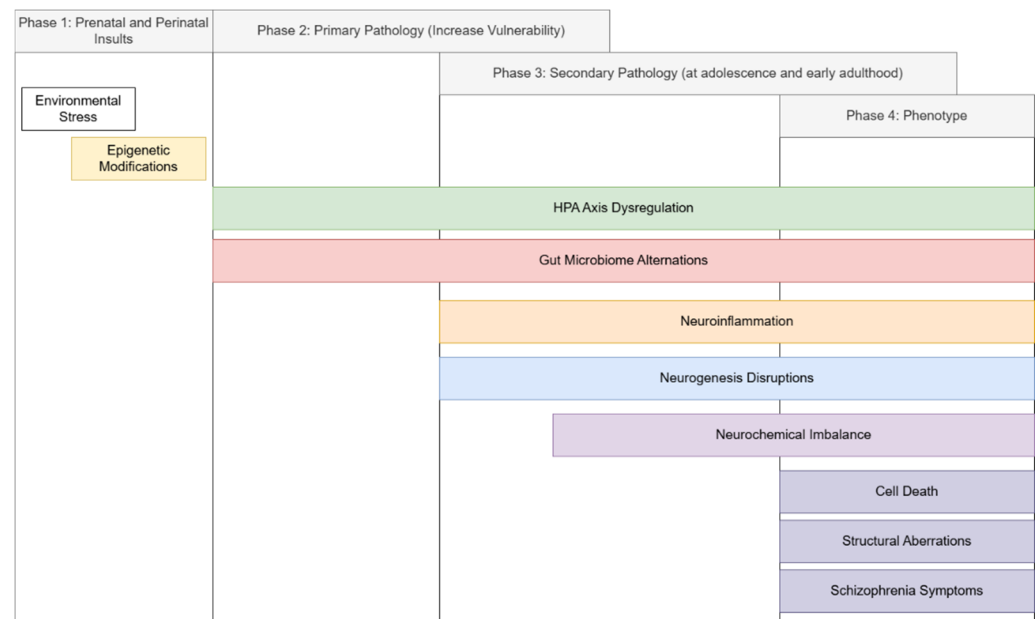 Phase 1: Prenatal and Perinatal
Insults
Phase 2: Primary Pathology (Increase Vulnerability)
Phase 3: Secondary Pathology (at adolescence and early adulthood)
Phase 4: Phenotype
Environmental
Stress
Epigenetic
Modifications
HPA Axis Dysregulation
Gut Microbiome Alternations
Neuroinflammation
Neurogenesis Disruptions
Neurochemical Imbalance
Cell Death
Structural Aberrations
Schizophrenia Symptoms